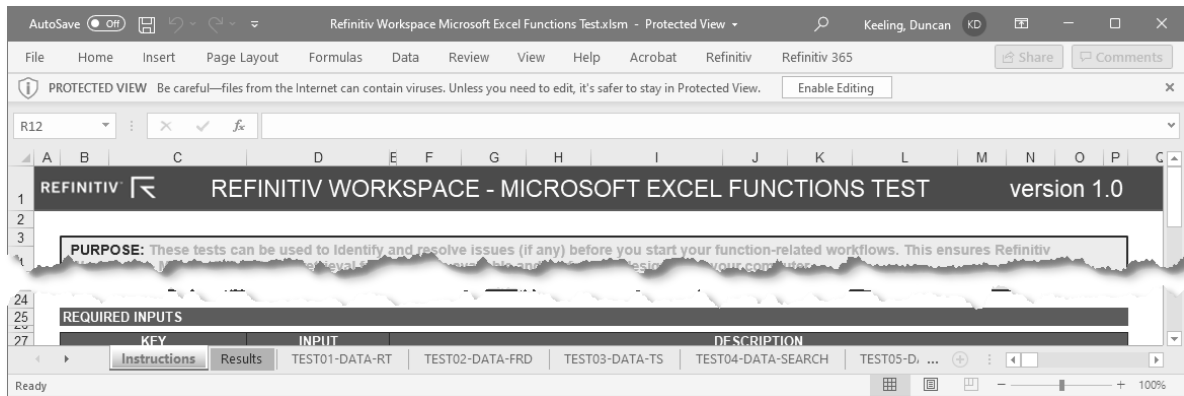 AutoSave Off Refinitiv Workspace Microsoft Excel Functions Test.xlsm - Protected View Keeling, Duncan KD
File Home Insert Page Layout Formulas Data Review View Help Acrobat Refinitiv Refinitiv 365 Share Comments
PROTECTED VIEW Be careful—files from the Internet can contain viruses. Unless you need to edit, it's safer to stay in Protected View. Enable Editing
R12 fx
A B C D E F G H I J K L M N O P Q
1 REFINITIV REFINITIV WORKSPACE - MICROSOFT EXCEL FUNCTIONS TEST version 1.0
2
3
PURPOSE: These tests can be used to Identify and resolve issues (if any) before you start your function-related workflows. This ensures Refinitiv
24
25 REQUIRED INPUTS
26
27 KEY INPUT DESCRIPTION
Instructions Results TEST01-DATA-RT TEST02-DATA-FRD TEST03-DATA-TS TEST04-DATA-SEARCH TEST05-D ...
Ready 100%